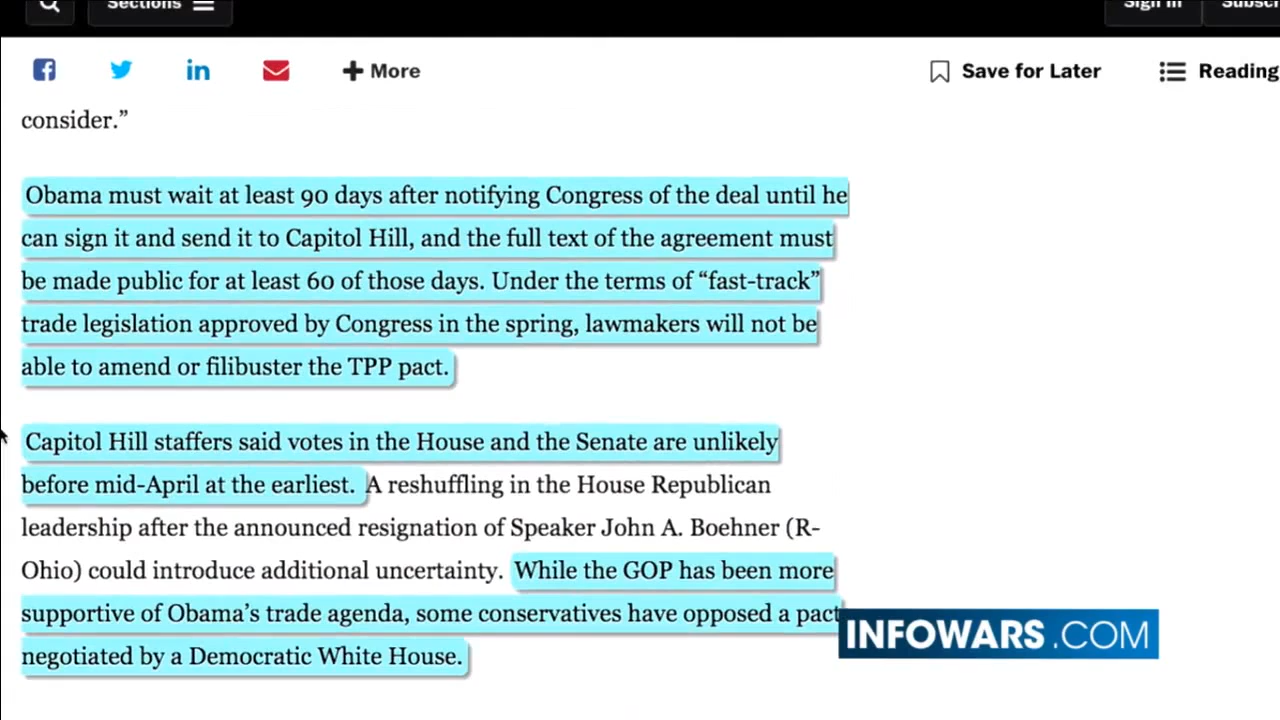 Sections
Sign in
Subscr
More
Save for Later
Reading
consider.”
Obama must wait at least 90 days after notifying Congress of the deal until he
can sign it and send it to Capitol Hill, and the full text of the agreement must
be made public for at least 60 of those days. Under the terms of “fast-track”
trade legislation approved by Congress in the spring, lawmakers will not be
able to amend or filibuster the TPP pact.
Capitol Hill staffers said votes in the House and the Senate are unlikely
before mid-April at the earliest. A reshuffling in the House Republican
leadership after the announced resignation of Speaker John A. Boehner (R-
Ohio) could introduce additional uncertainty. While the GOP has been more
supportive of Obama’s trade agenda, some conservatives have opposed a pact
negotiated by a Democratic White House.
INFOWARS.COM